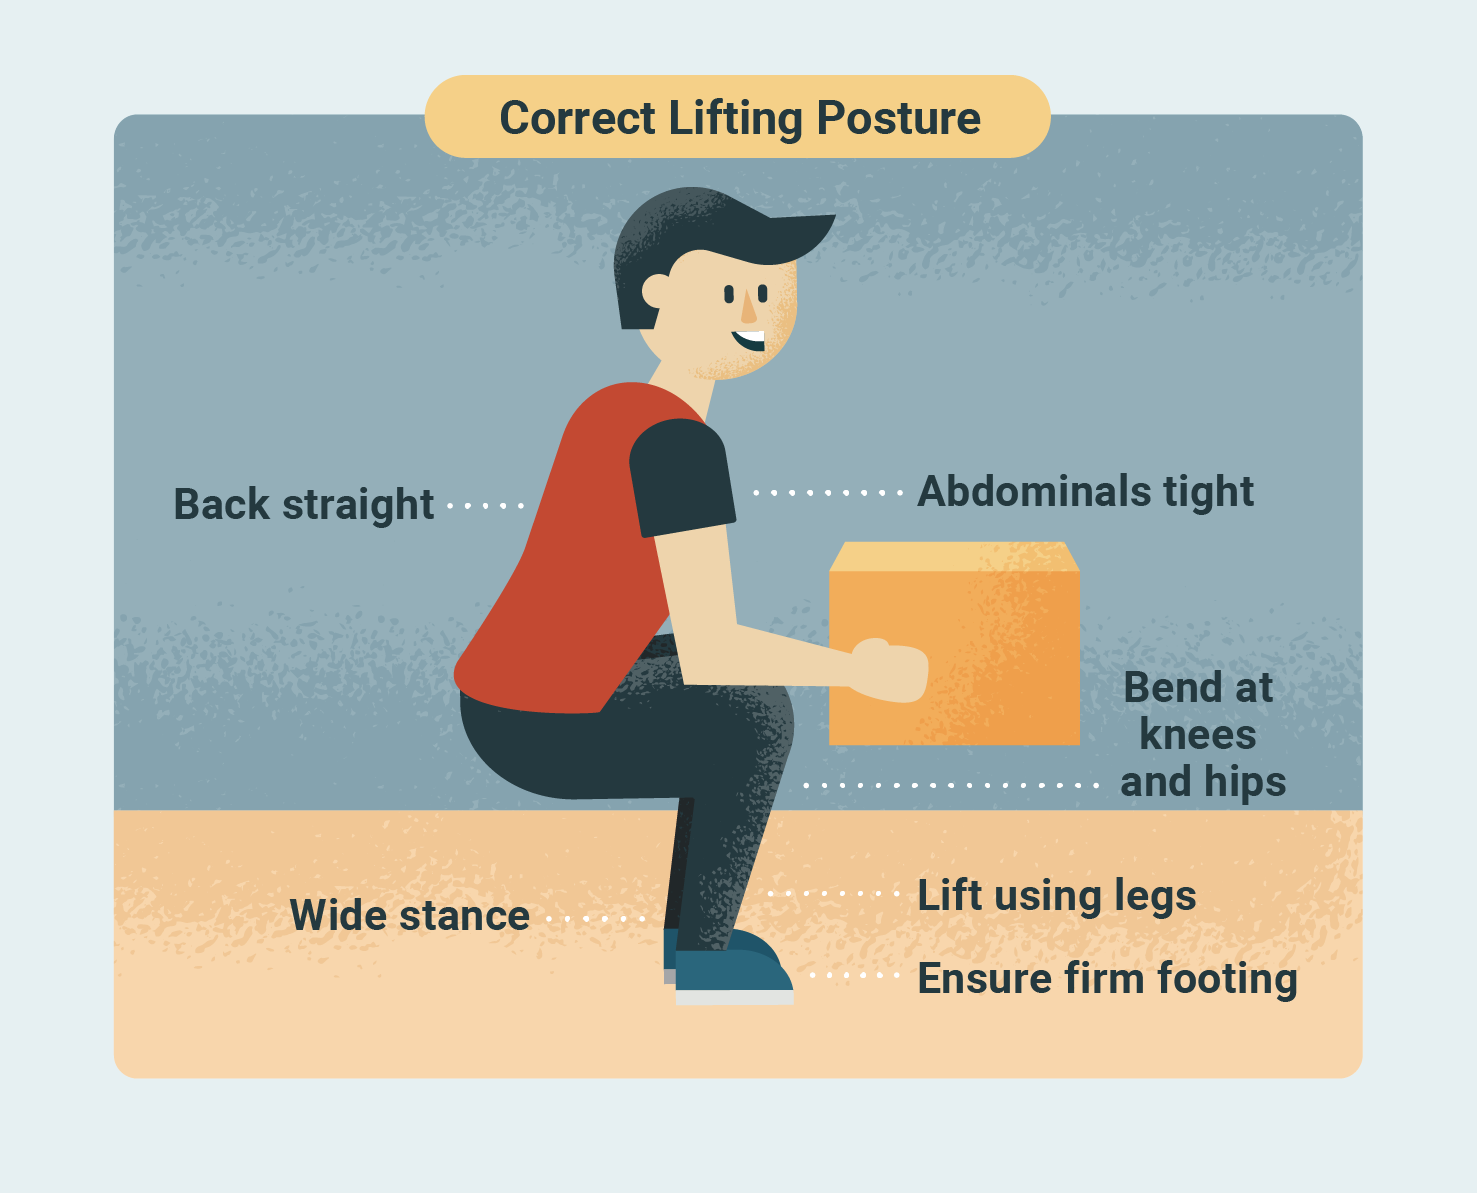 Correct Lifting Posture
Back straight
Abdominals tight
Bend at
knees
and hips
Wide stance
Lift using legs
Ensure firm footing